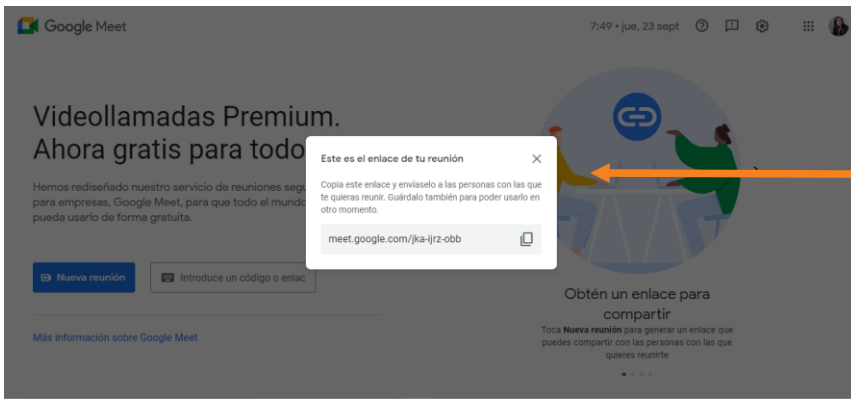 Google Meet
7:49 • jue, 23 sept
Videollamadas Premium.
Ahora gratis para todo
Hemos rediseñado nuestro servicio de reuniones segu
para empresas, Google Meet, para que todo el mundo
pueda usarlo de forma gratuita.
Nueva reunión
Introduce un código o enlac
Más información sobre Google Meet
Este es el enlace de tu reunión
Copia este enlace y envíaselo a las personas con las que
te quieras reunir. Guárdalo también para poder usarlo en
otro momento.
meet.google.com/jka-ijrz-obb
Obtén un enlace para
compartir
Toca Nueva reunión para generar un enlace que
puedes compartir con las personas con las que
quieres reunirte